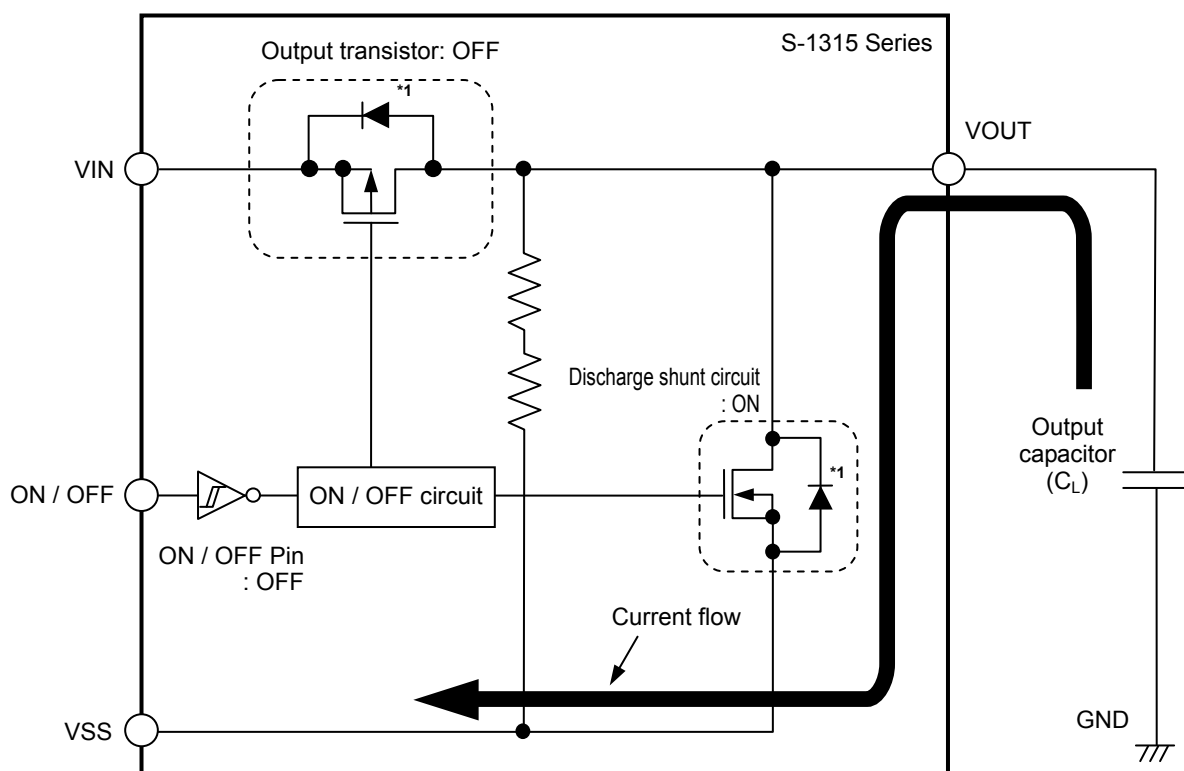 S-1315 Series
Output transistor: OFF
*1
VOUT
VIN
Discharge shunt circuit
: ON
*1
Output
capacitor
(CL)
ON / OFF
ON / OFF circuit
ON / OFF Pin
: OFF
Current flow
GND
VSS